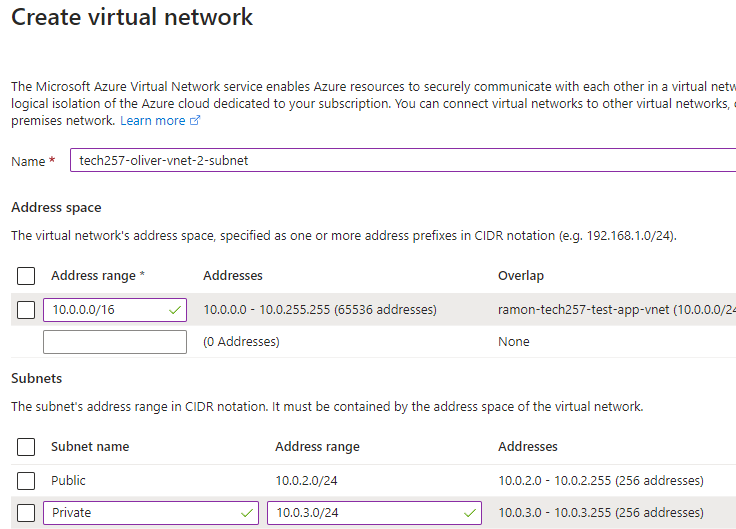 Create virtual network
The Microsoft Azure Virtual Network service enables Azure resources to securely communicate with each other in a virtual netw
logical isolation of the Azure cloud dedicated to your subscription. You can connect virtual networks to other virtual networks,
premises network. Learn more
Name * tech257-oliver-vnet-2-subnet
Address space
The virtual network's address space, specified as one or more address prefixes in CIDR notation (e.g. 192.168.1.0/24).
Address range * Addresses Overlap
10.0.0.0/16 10.0.0.0 - 10.0.255.255 (65536 addresses) ramon-tech257-test-app-vnet (10.0.0.0/24
(0 Addresses) None
Subnets
The subnet's address range in CIDR notation. It must be contained by the address space of the virtual network.
Subnet name Address range Addresses
Public 10.0.2.0/24 10.0.2.0 - 10.0.2.255 (256 addresses)
Private 10.0.3.0/24 10.0.3.0 - 10.0.3.255 (256 addresses)